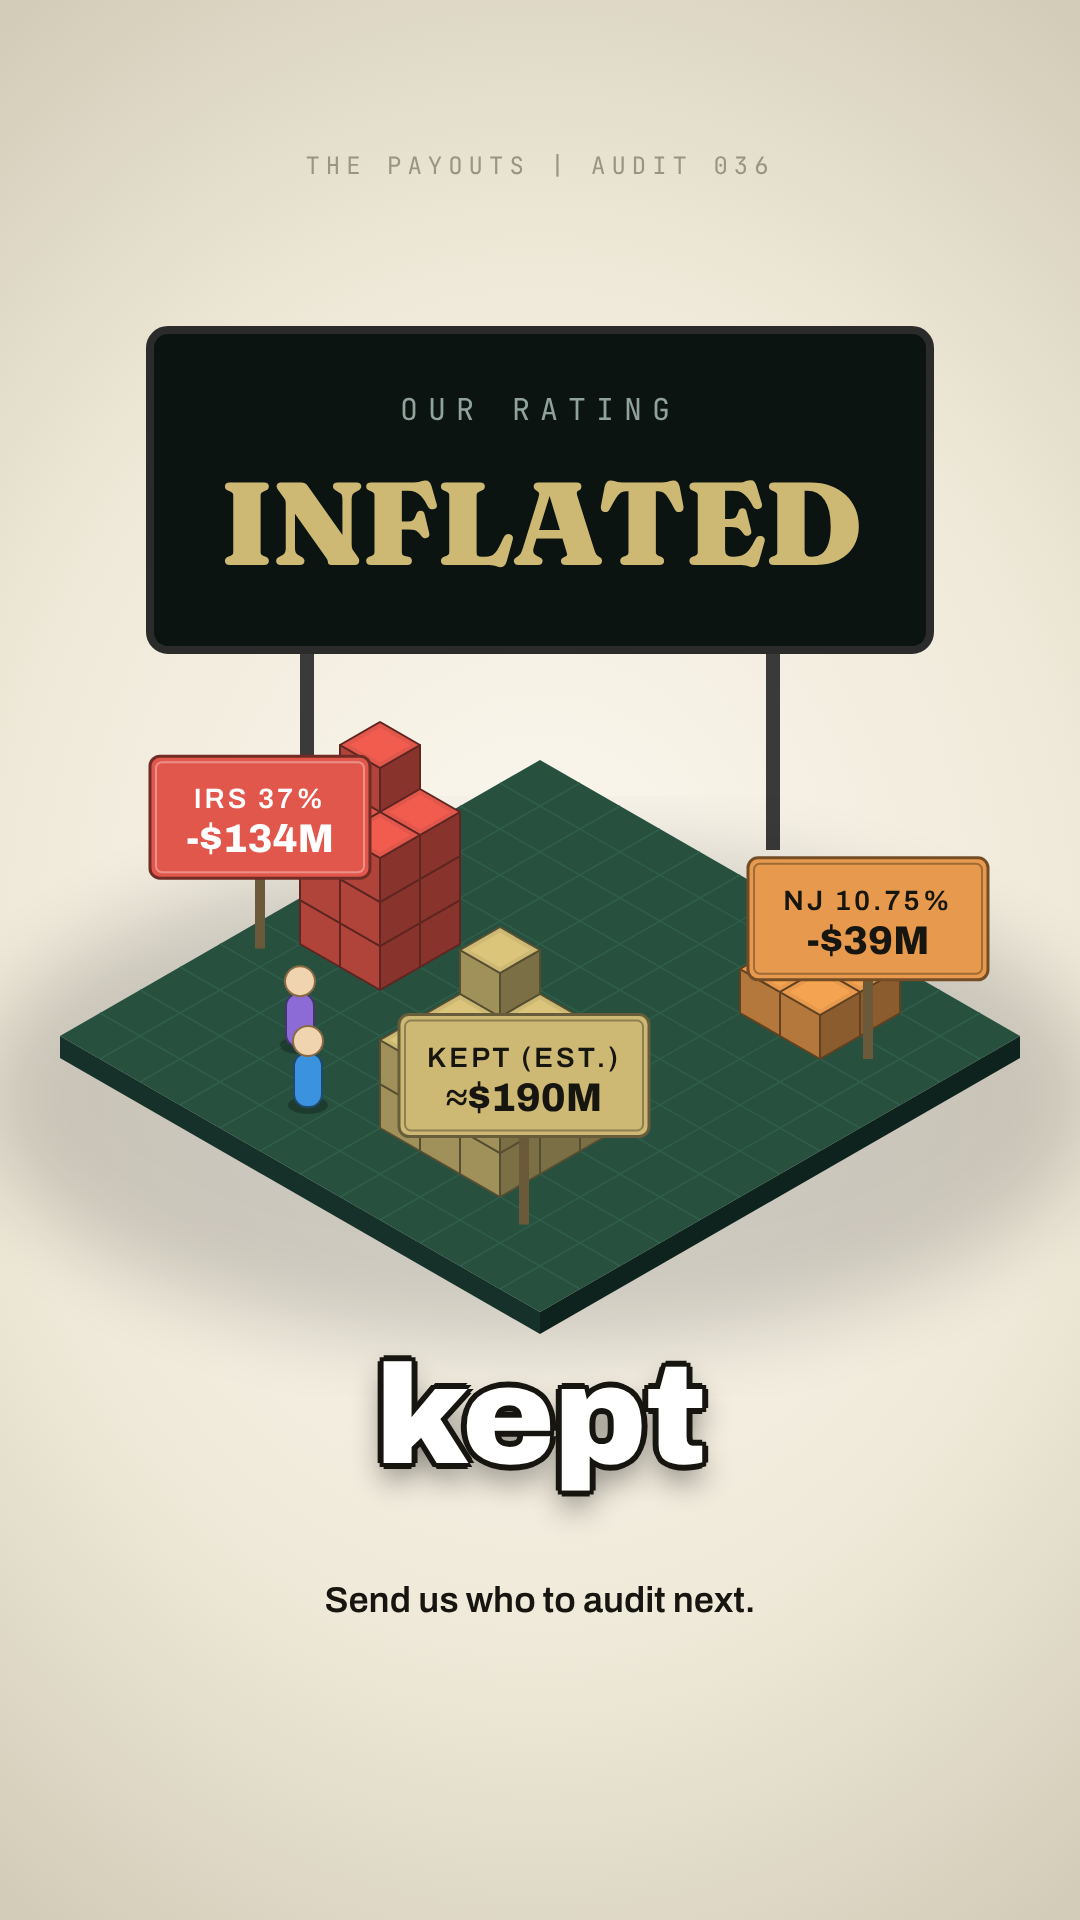 THE PAYOUTS | AUDIT 036
OUR RATING
INFLATED
IRS 37%
-$134M
NJ 10.75%
-$39M
KEPT (EST.)
≈$190M
kept
Send us who to audit next.